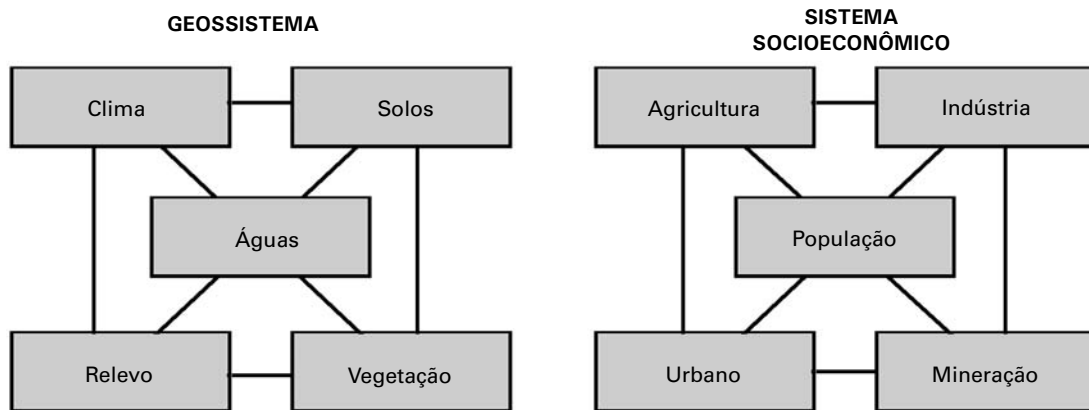 GEOSSISTEMA
Clima
Solos
Águas
Relevo
Vegetação
SISTEMA
SOCIOECONÔMICO
Agricultura
Indústria
População
Urbano
Mineração